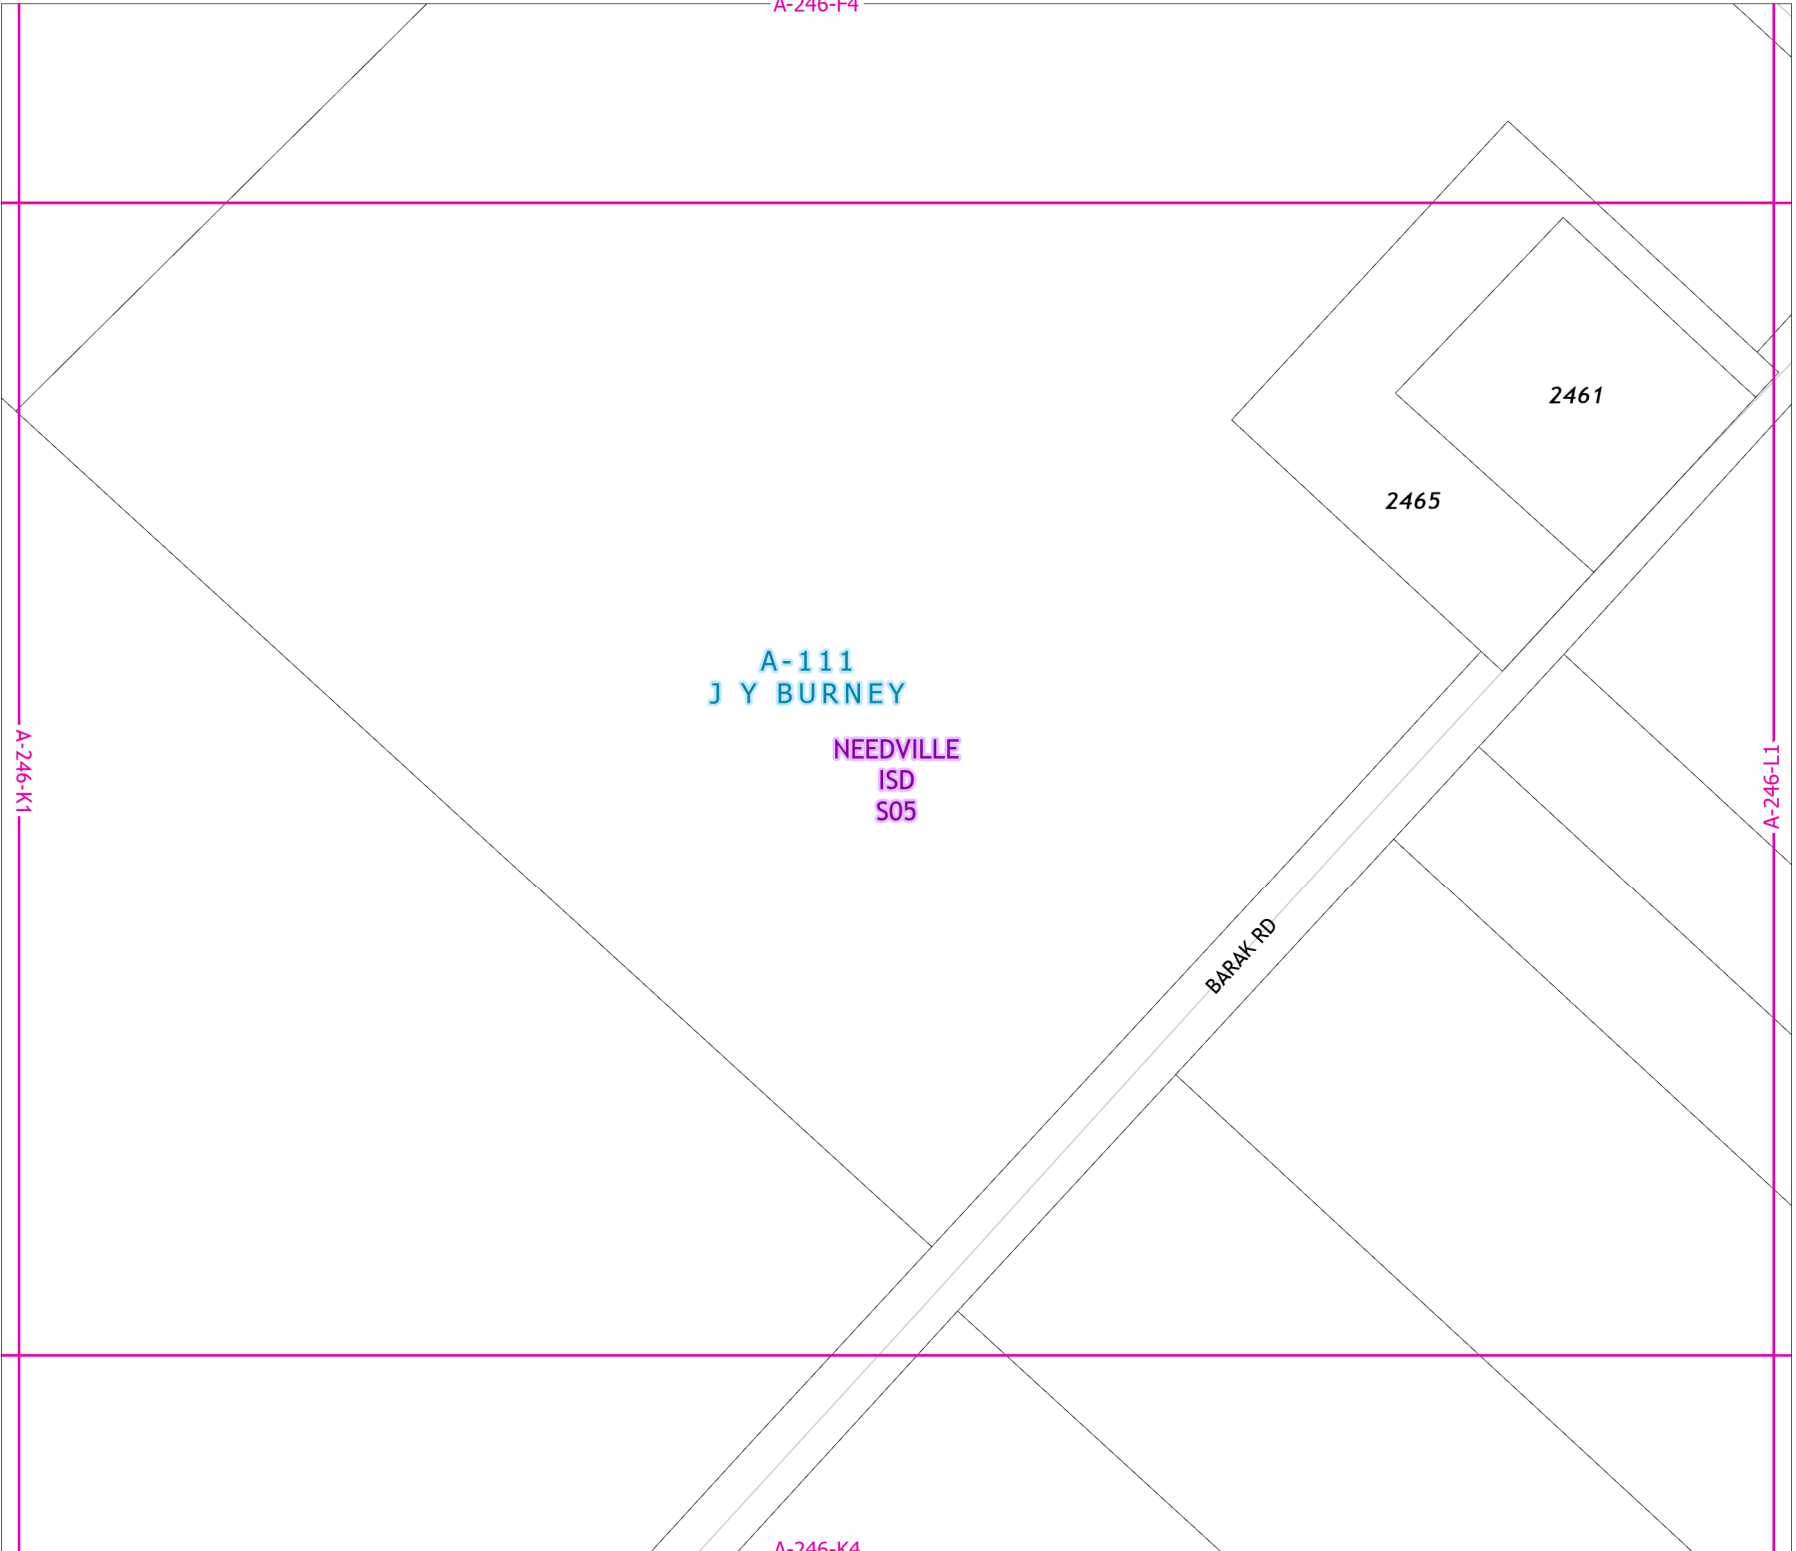 A-246-F4
2461
2465
A-111
J Y BURNEY
NEEDVILLE
ISD
S05
A-246-K1
A-246-L1
BARAK RD
A-246-K4